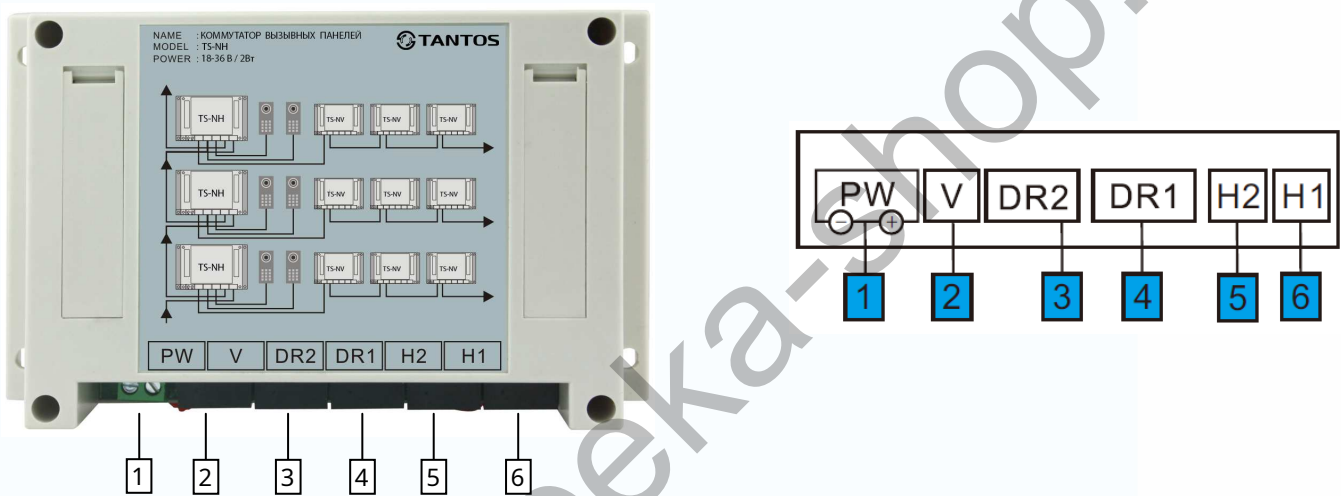 NAME : КОММУТАТОР ВЫЗЫВНЫХ ПАНЕЛЕЙ
MODEL : TS-NH
POWER : 18-36 В / 2Вт
TANTOS
TS-NH TS-NV TS-NV TS-NV
TS-NH TS-NV TS-NV TS-NV
TS-NH TS-NV TS-NV TS-NV
PW V DR2 DR1 H2 H1
1 2 3 4 5 6
PW V DR2 DR1 H2 H1
− +
1 2 3 4 5 6
eka-shop.